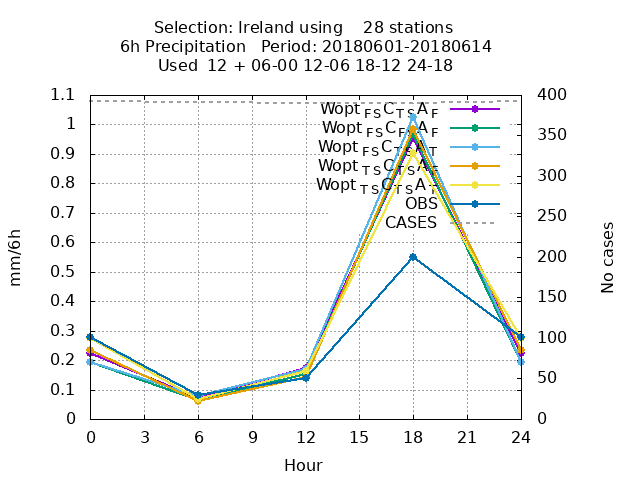 Selection: Ireland using 28 stations
6h Precipitation Period: 20180601-20180614
Used 12 + 06-00 12-06 18-12 24-18
mm/6h
1.1
1
0.9
0.8
0.7
0.6
0.5
0.4
0.3
0.2
0.1
0
400
350
300
250
200
150
100
50
0
No cases
Wopt FS C TS A F
Wopt FS C F A F
Wopt FS C T A T
Wopt TS C TS A F
Wopt TS C TS A T
OBS
CASES
0 3 6 9 12 15 18 21 24
Hour